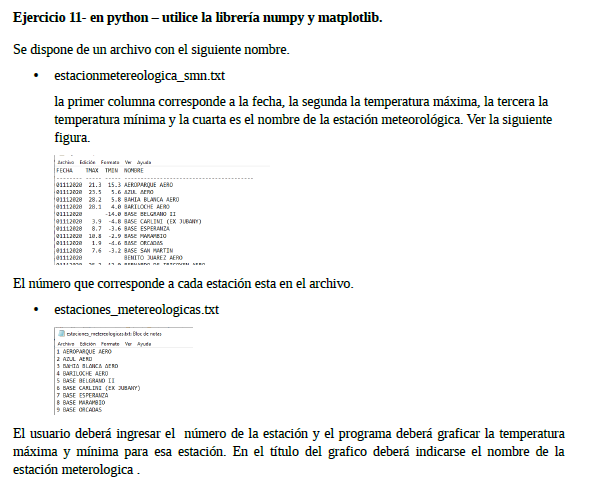 Ejercicio 11- en python – utilice la librería numpy y matplotlib.
Se dispone de un archivo con el siguiente nombre.
• estacionmetereologica_smn.txt
la primer columna corresponde a la fecha, la segunda la temperatura máxima, la tercera la
temperatura mínima y la cuarta es el nombre de la estación meteorológica. Ver la siguiente
figura.
Archivo Edición Formato Ver Ayuda
FECHA TMAX TMIN NOMBRE
01112020 21.3 15.3 AEROPARQUE AERO
01112020 23.5 5.6 AZUL AERO
01112020 28.2 5.8 BAHIA BLANCA AERO
01112020 20.1 4.0 BARILOCHE AERO
01112020 -14.0 BASE BELGRANO II
01112020 3.9 -4.8 BASE CARLINI (EX JUBANY)
01112020 8.7 -3.6 BASE ESPERANZA
01112020 10.8 -2.9 BASE MARAMBIO
01112020 1.9 -4.6 BASE ORCADAS
01112020 7.6 -3.2 BASE SAN MARTIN
01112020 BENITO JUAREZ AERO
El número que corresponde a cada estación esta en el archivo.
• estaciones_metereologicas.txt
estaciones_metereologicas.txt: Bloc de notas
Archivo Edición Formato Ver Ayuda
1 AEROPARQUE AERO
2 AZUL AERO
3 BAHIA BLANCA AERO
4 BARILOCHE AERO
5 BASE BELGRANO II
6 BASE CARLINI (EX JUBANY)
7 BASE ESPERANZA
8 BASE MARAMBIO
9 BASE ORCADAS
El usuario deberá ingresar el número de la estación y el programa deberá graficar la temperatura
máxima y mínima para esa estación. En el título del grafico deberá indicarse el nombre de la
estación meterologica .